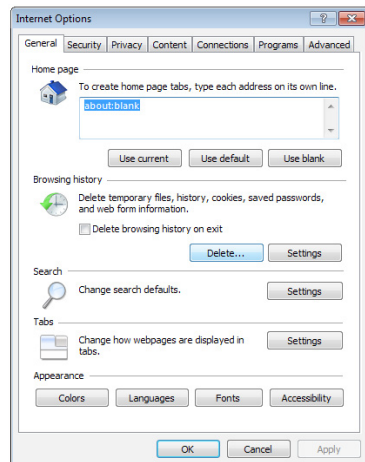 Internet Options
General Security Privacy Content Connections Programs Advanced
Home page
To create home page tabs, type each address on its own line.
about:blank
Use current Use default Use blank
Browsing history
Delete temporary files, history, cookies, saved passwords,
and web form information.
Delete browsing history on exit
Delete... Settings
Search
Change search defaults. Settings
Tabs
Change how webpages are displayed in
tabs. Settings
Appearance
Colors Languages Fonts Accessibility
OK Cancel Apply